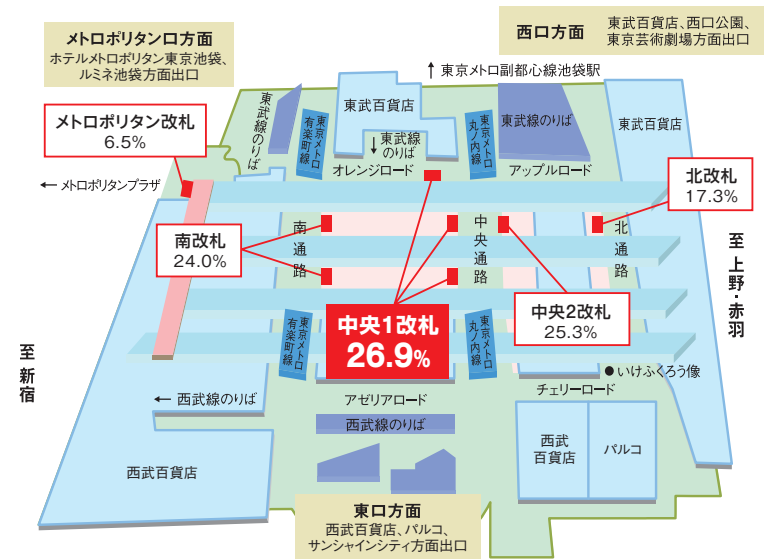 メトロポリタン口方面
ホテルメトロポリタン東京池袋、
ルミネ池袋方面出口
西口方面
東武百貨店、西口公園、
東京芸術劇場方面出口
↑ 東京メトロ副都心線池袋駅
東武線のりば
東京メトロ
有楽町線
東武百貨店
↓ 東武線
のりば
東京メトロ
丸ノ内線
東武線のりば
東武百貨店
メトロポリタン改札
6.5%
オレンジロード
アップルロード
← メトロポリタンプラザ
北改札
17.3%
南改札
24.0%
南通路
中央通路
北通路
至 上野・赤羽
中央1改札
26.9%
中央2改札
25.3%
東京メトロ
有楽町線
東京メトロ
丸ノ内線
至 新宿
●いけふくろう像
← 西武線のりば
アゼリアロード
チェリーロード
西武線のりば
西武百貨店
西武
百貨店
パルコ
東口方面
西武百貨店、パルコ、
サンシャインシティ方面出口